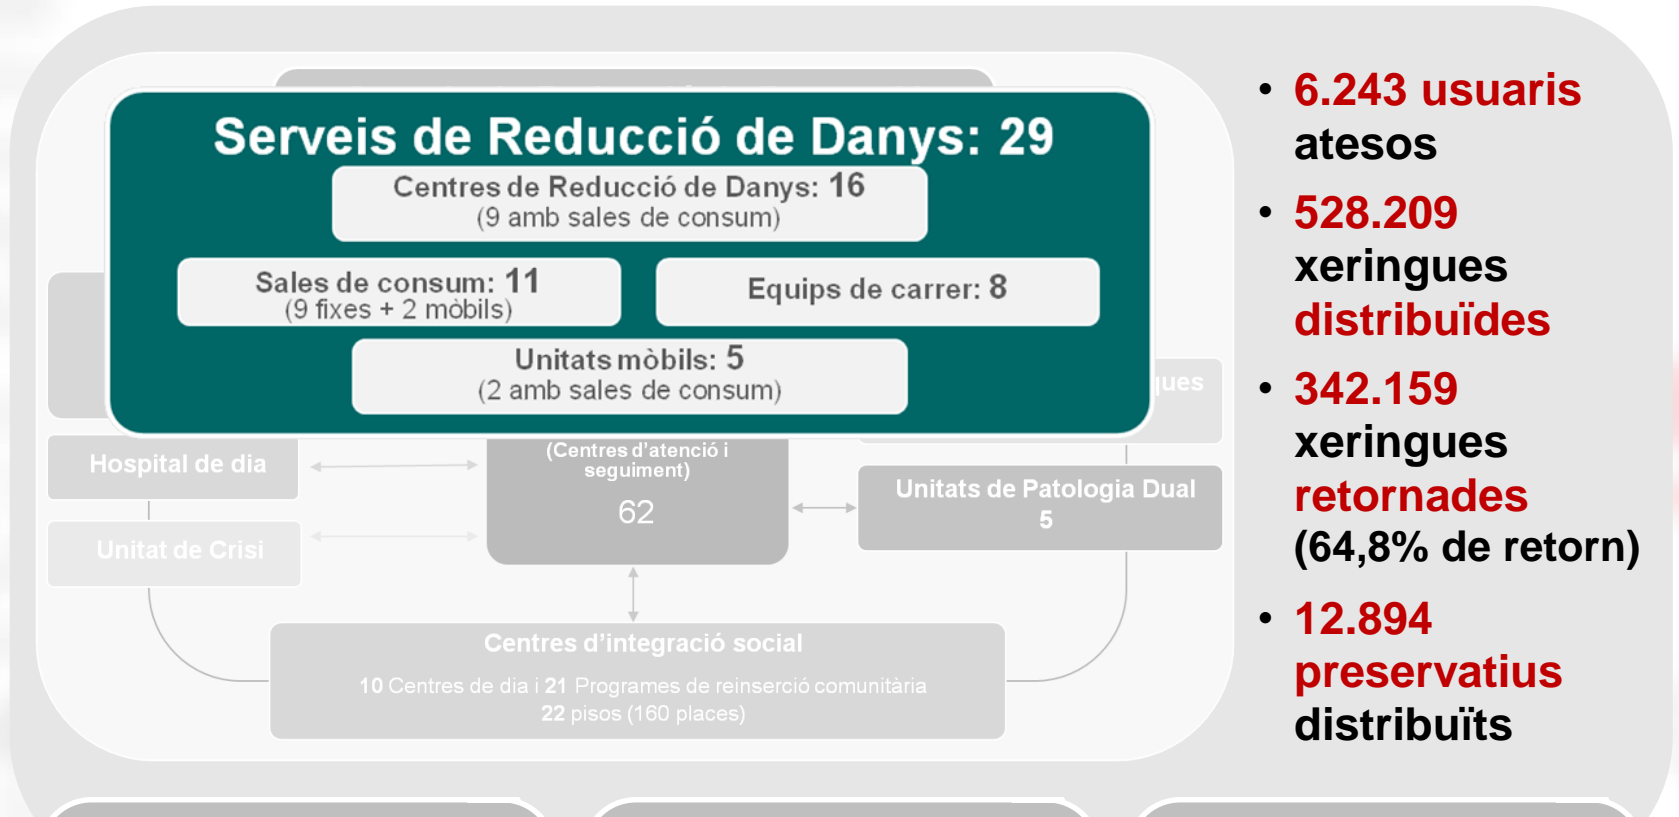 Serveis de Reducció de Danys: 29
Centres de Reducció de Danys: 16
(9 amb sales de consum)
Sales de consum: 11
(9 fixes + 2 mòbils)
Equips de carrer: 8
Unitats mòbils: 5
(2 amb sales de consum)
Hospital de dia
Unitat de Crisi
(Centres d’atenció i
seguiment)
62
Unitats de Patologia Dual
5
Centres d’integració social
10 Centres de dia i 21 Programes de reinserció comunitària
22 pisos (160 places)
• 6.243 usuaris
atesos
• 528.209
xeringues
distribuïdes
• 342.159
xeringues
retornades
(64,8% de retorn)
• 12.894
preservatius
distribuïts